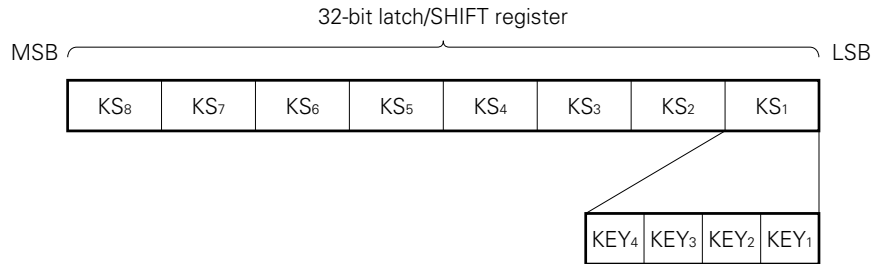 32-bit latch/SHIFT register
MSB LSB
KS₈ KS₇ KS₆ KS₅ KS₄ KS₃ KS₂ KS₁
KEY₄ KEY₃ KEY₂ KEY₁